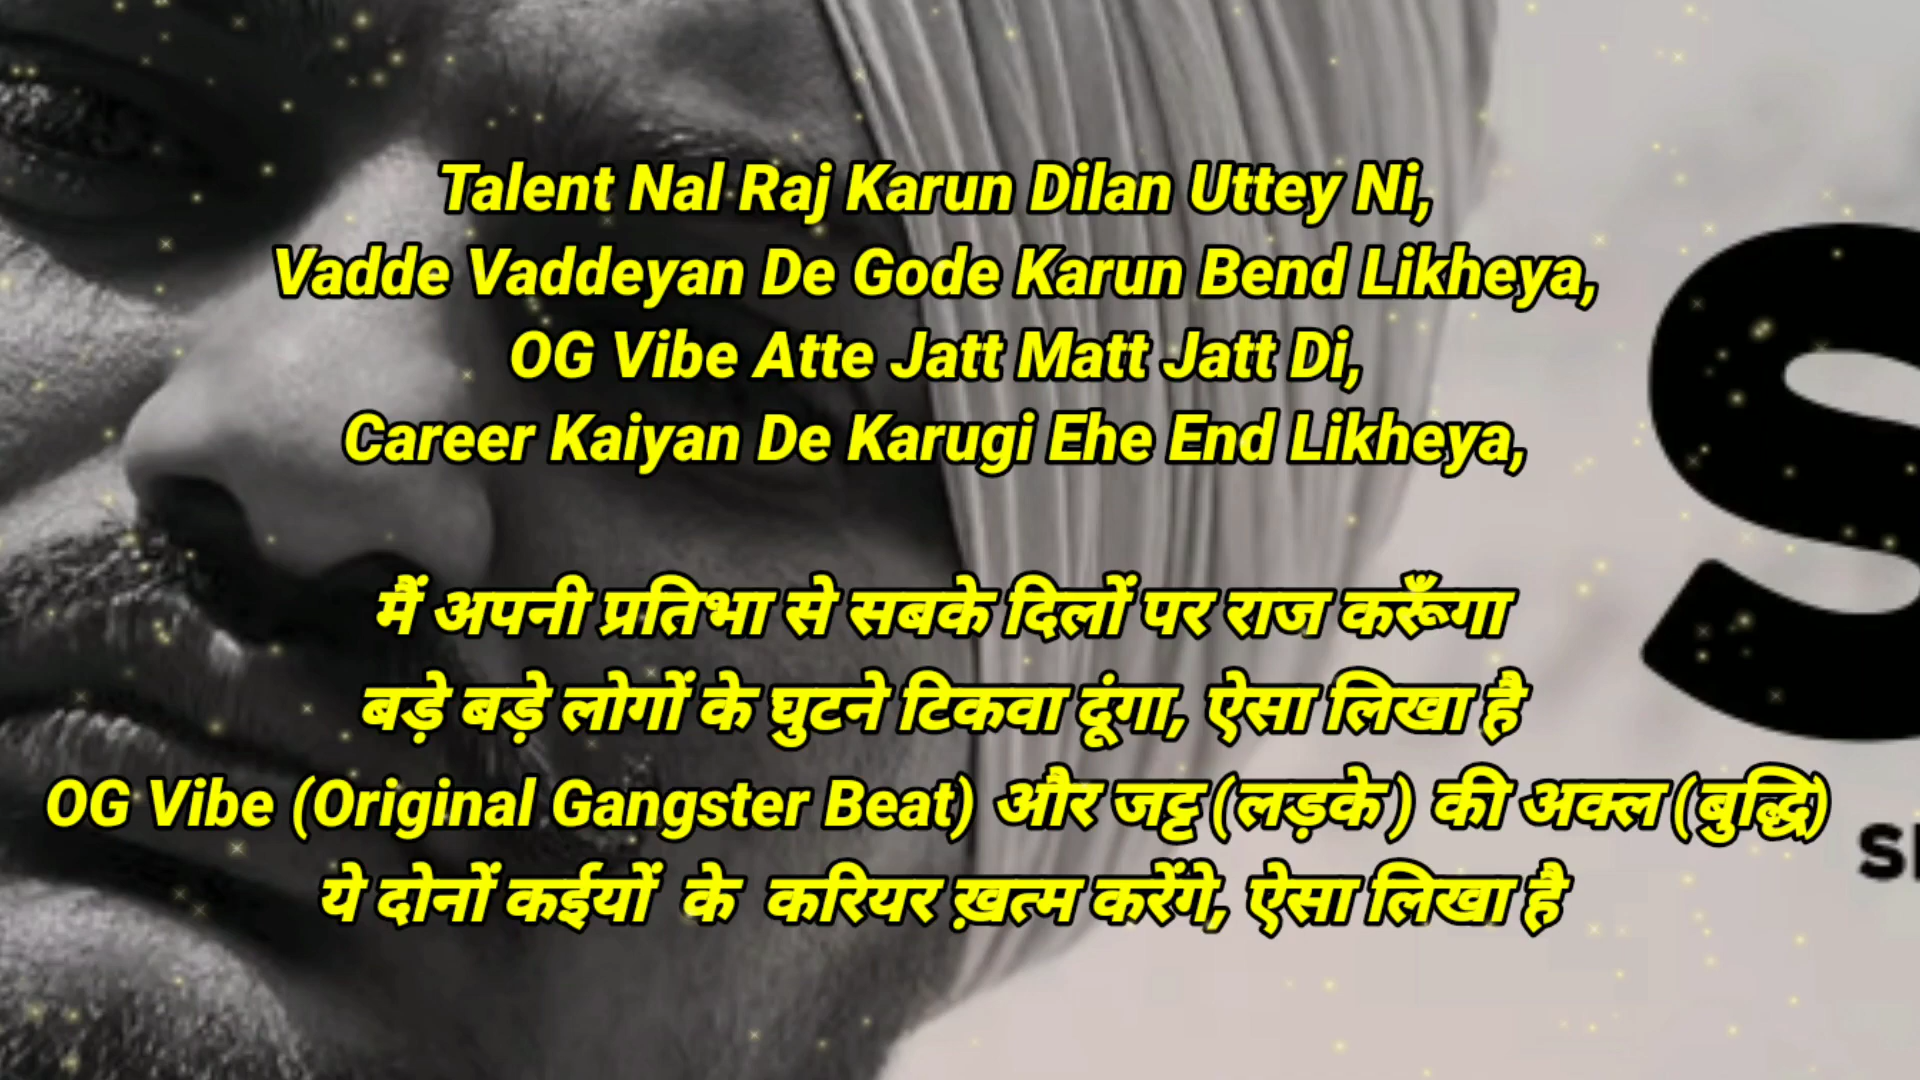 Talent Nal Raj Karun Dilan Uttey Ni,
Vadde Vaddeyan De Gode Karun Bend Likheya,
OG Vibe Atte Jatt Matt Jatt Di,
Career Kaiyan De Karugi Ehe End Likheya,
मैं अपनी प्रतिभा से सबके दिलों पर राज करूँगा
बड़े बड़े लोगों के घुटने टिकवा दूंगा, ऐसा लिखा है
OG Vibe (Original Gangster Beat) और जट्ट (लड़के) की अक्ल (बुद्धि)
ये दोनों कईयों के करियर ख़त्म करेंगे, ऐसा लिखा है
S